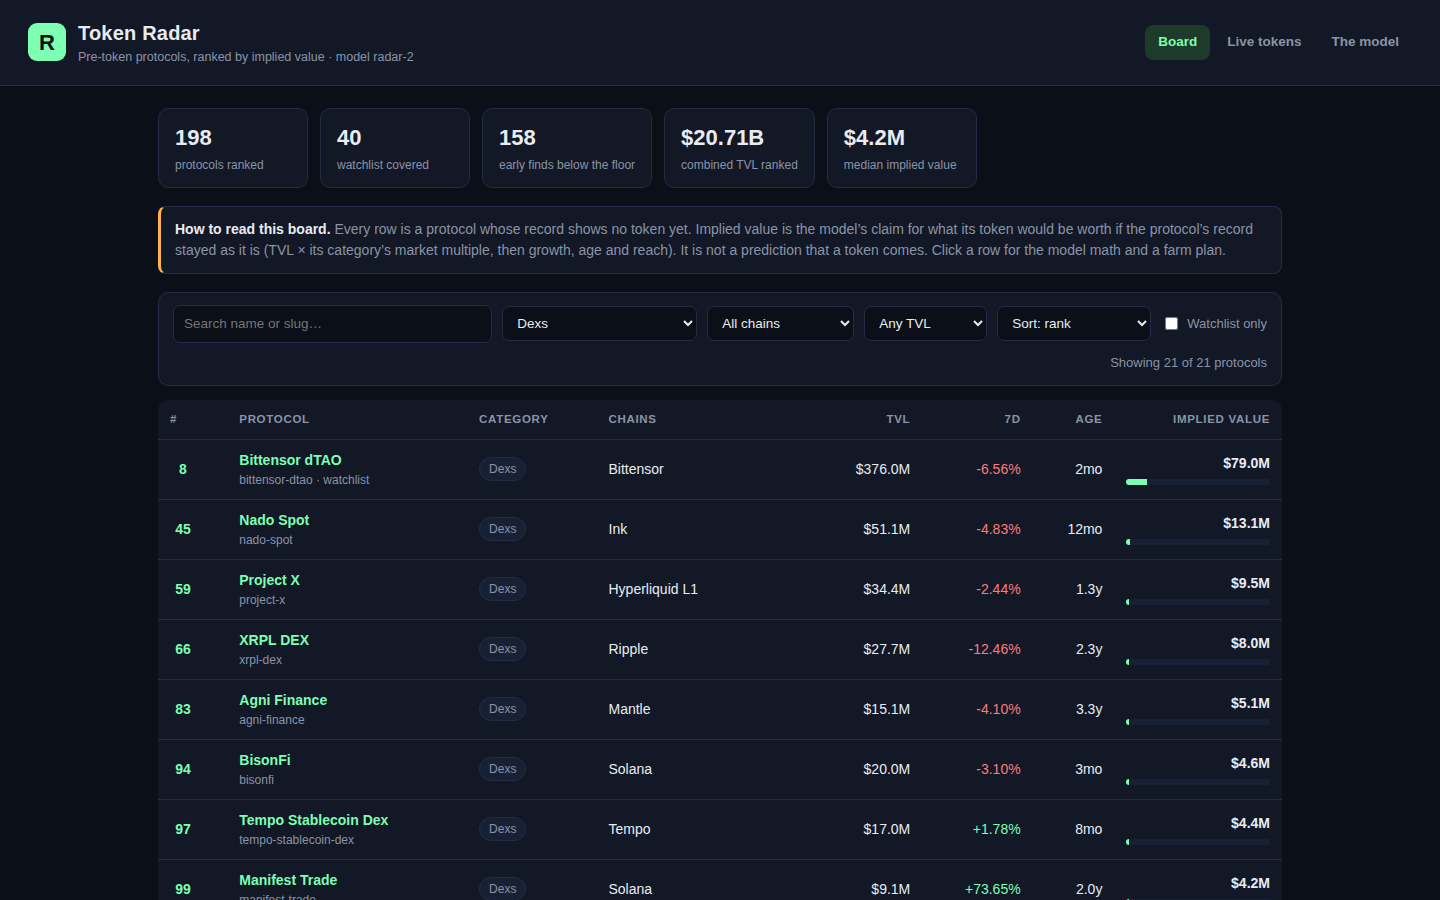 R
Token Radar
Pre-token protocols, ranked by implied value · model radar-2
Board
Live tokens
The model
198
protocols ranked
40
watchlist covered
158
early finds below the floor
$20.71B
combined TVL ranked
$4.2M
median implied value
How to read this board. Every row is a protocol whose record shows no token yet. Implied value is the model’s claim for what its token would be worth if the protocol’s record
stayed as it is (TVL × its category’s market multiple, then growth, age and reach). It is not a prediction that a token comes. Click a row for the model math and a farm plan.
Search name or slug…
Dexs
All chains
Any TVL
Sort: rank
Watchlist only
Showing 21 of 21 protocols
# PROTOCOL CATEGORY CHAINS TVL 7D AGE IMPLIED VALUE
8 Bittensor dTAO Dexs Bittensor $376.0M -6.56% 2mo $79.0M
bittensor-dtao · watchlist
45 Nado Spot Dexs Ink $51.1M -4.83% 12mo $13.1M
nado-spot
59 Project X Dexs Hyperliquid L1 $34.4M -2.44% 1.3y $9.5M
project-x
66 XRPL DEX Dexs Ripple $27.7M -12.46% 2.3y $8.0M
xrpl-dex
83 Agni Finance Dexs Mantle $15.1M -4.10% 3.3y $5.1M
agni-finance
94 BisonFi Dexs Solana $20.0M -3.10% 3mo $4.6M
bisonfi
97 Tempo Stablecoin Dex Dexs Tempo $17.0M +1.78% 8mo $4.4M
tempo-stablecoin-dex
99 Manifest Trade Dexs Solana $9.1M +73.65% 2.0y $4.2M
manifest-trade